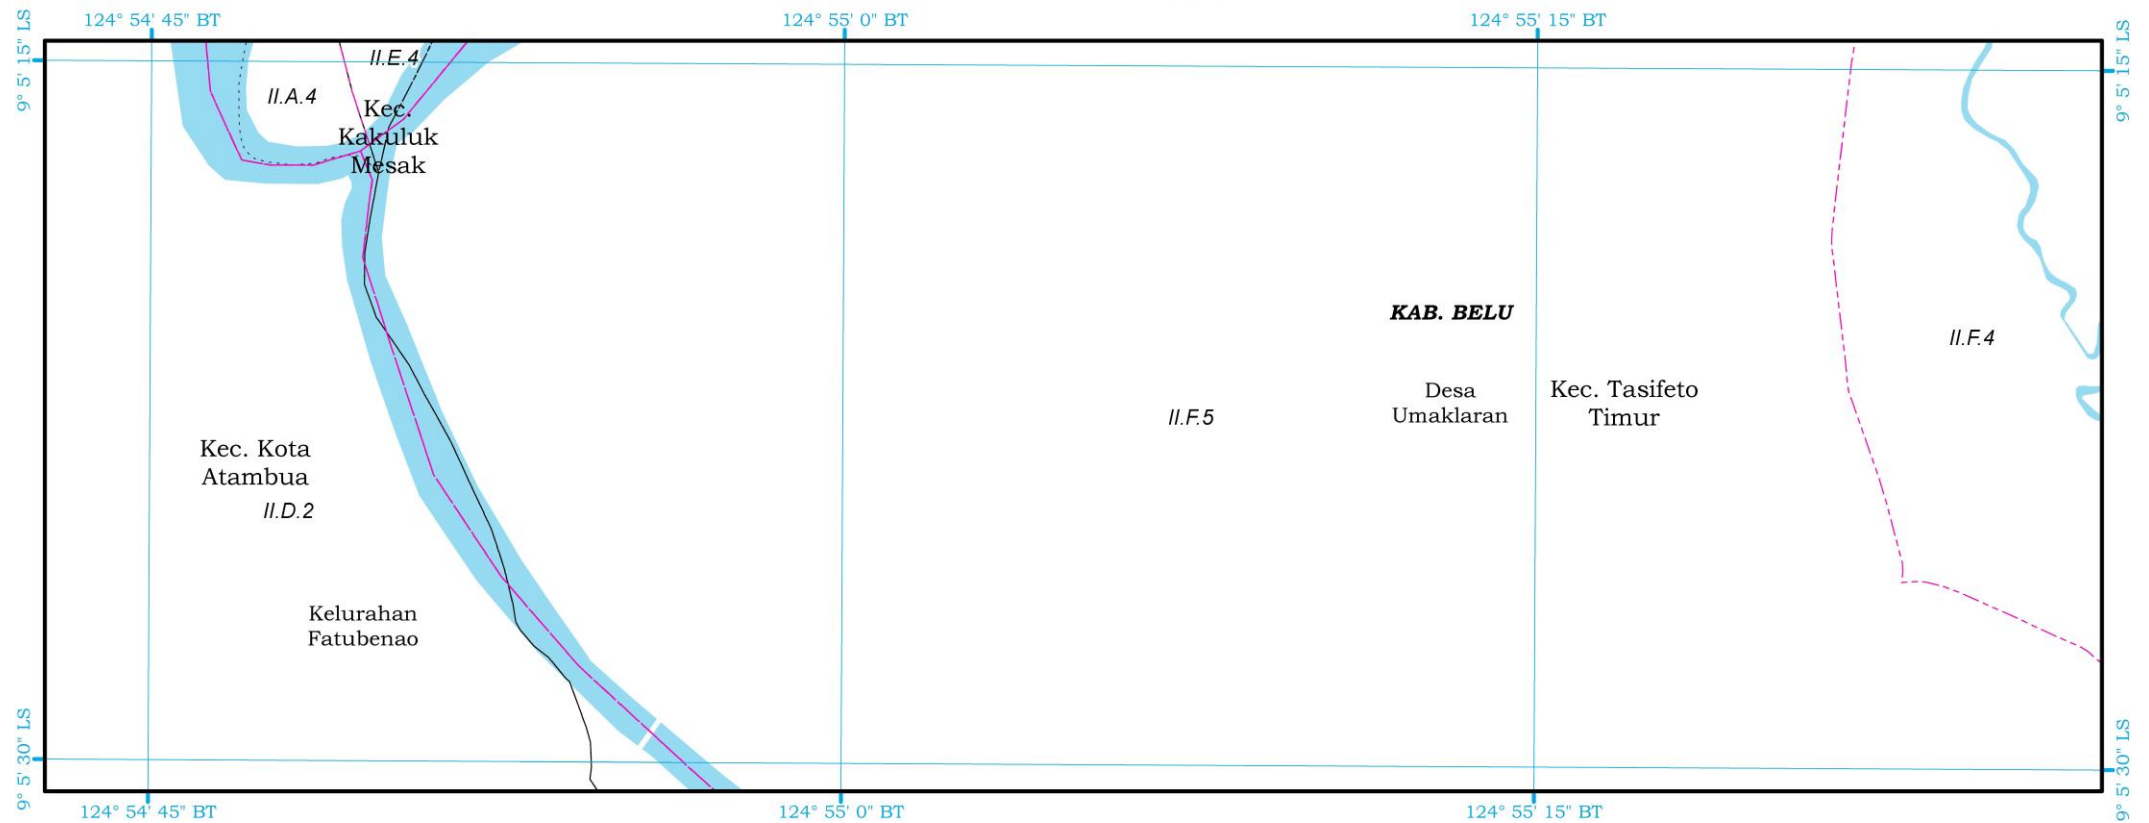 124° 54' 45" BT
124° 55' 0" BT
124° 55' 15" BT
9° 5' 15" LS
9° 5' 15" LS
II.E.4
II.A.4
Kec.
Kakuluk
Mesak
KAB. BELU
II.F.4
Desa
Umaklaran
Kec. Tasifeto
Timur
II.F.5
Kec. Kota
Atambua
II.D.2
Kelurahan
Fatubenao
9° 5' 30" LS
9° 5' 30" LS
124° 54' 45" BT
124° 55' 0" BT
124° 55' 15" BT